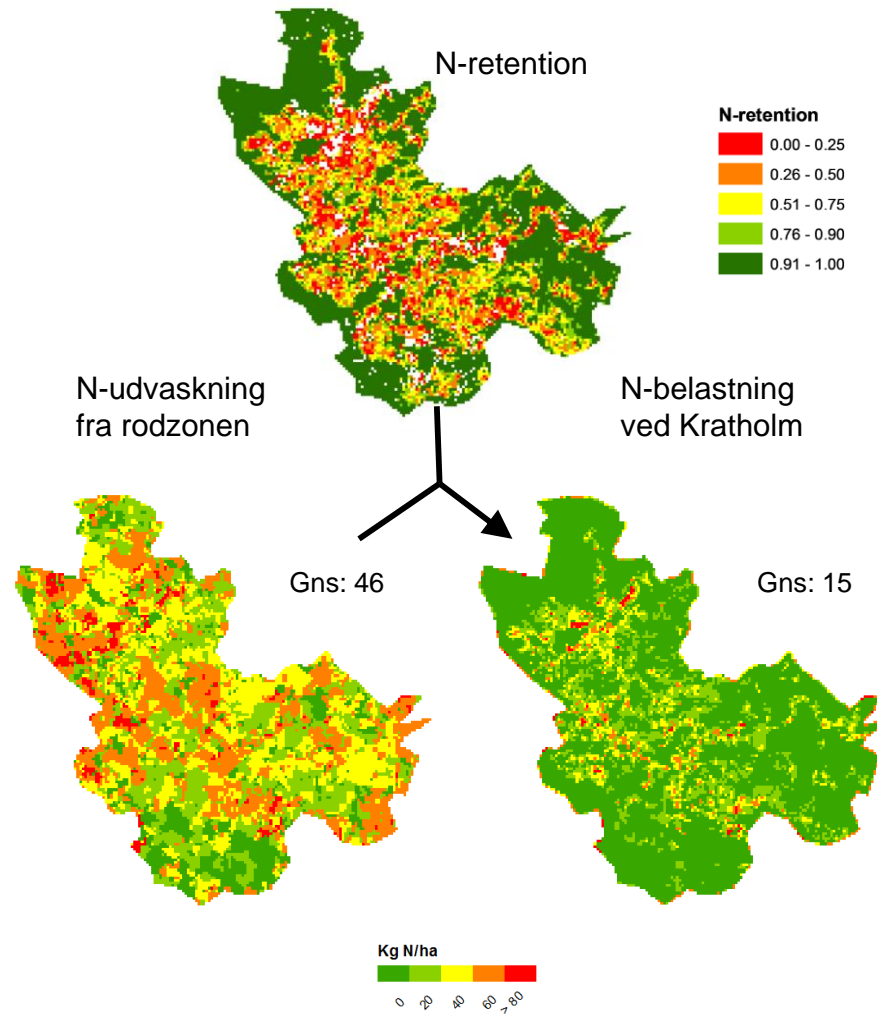 N-retention
N-retention
0.00 - 0.25
0.26 - 0.50
0.51 - 0.75
0.76 - 0.90
0.91 - 1.00
N-udvaskning
fra rodzonen
N-belastning
ved Kratholm
Gns: 46
Gns: 15
Kg N/ha
0 20 40 60 > 80